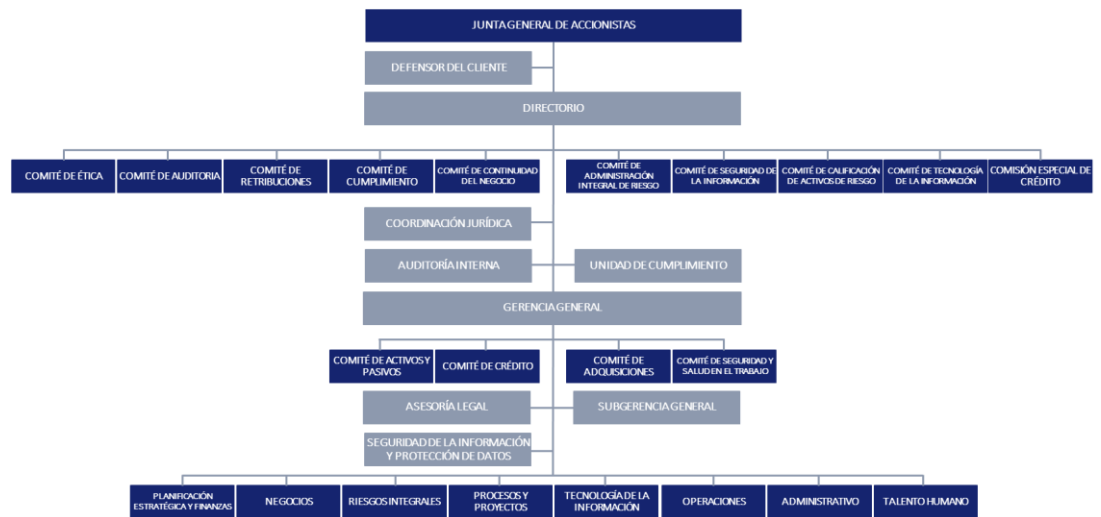 JUNTA GENERAL DE ACCIONISTAS
DEFENSOR DEL CLIENTE
DIRECTORIO
COMITÉ DE ÉTICA
COMITÉ DE AUDITORIA
COMITÉ DE
RETRIBUCIONES
COMITÉ DE
CUMPLIMIENTO
COMITÉ DE CONTINUIDAD
DEL NEGOCIO
COMITÉ DE
ADMINISTRACIÓN
INTEGRAL DE RIESGO
COMITÉ DE SEGURIDAD DE
LA INFORMACIÓN
COMITÉ DE CALIFICACIÓN
DE ACTIVOS DE RIESGO
COMITÉ DE TECNOLOGÍA
DE LA INFORMACIÓN
COMISIÓN ESPECIAL DE
CRÉDITO
COORDINACIÓN JURÍDICA
AUDITORÍA INTERNA
UNIDAD DE CUMPLIMIENTO
GERENCIA GENERAL
COMITÉ DE ACTIVOS Y
PASIVOS
COMITÉ DE CRÉDITO
COMITÉ DE
ADQUISICIONES
COMITÉ DE SEGURIDAD Y
SALUD EN EL TRABAJO
ASESORÍA LEGAL
SUBGERENCIA GENERAL
SEGURIDAD DE LA INFORMACIÓN
Y PROTECCIÓN DE DATOS
PLANIFICACIÓN
ESTRATÉGICA Y FINANZAS
NEGOCIOS
RIESGOS INTEGRALES
PROCESOS Y
PROYECTOS
TECNOLOGÍA DE LA
INFORMACIÓN
OPERACIONES
ADMINISTRATIVO
TALENTO HUMANO